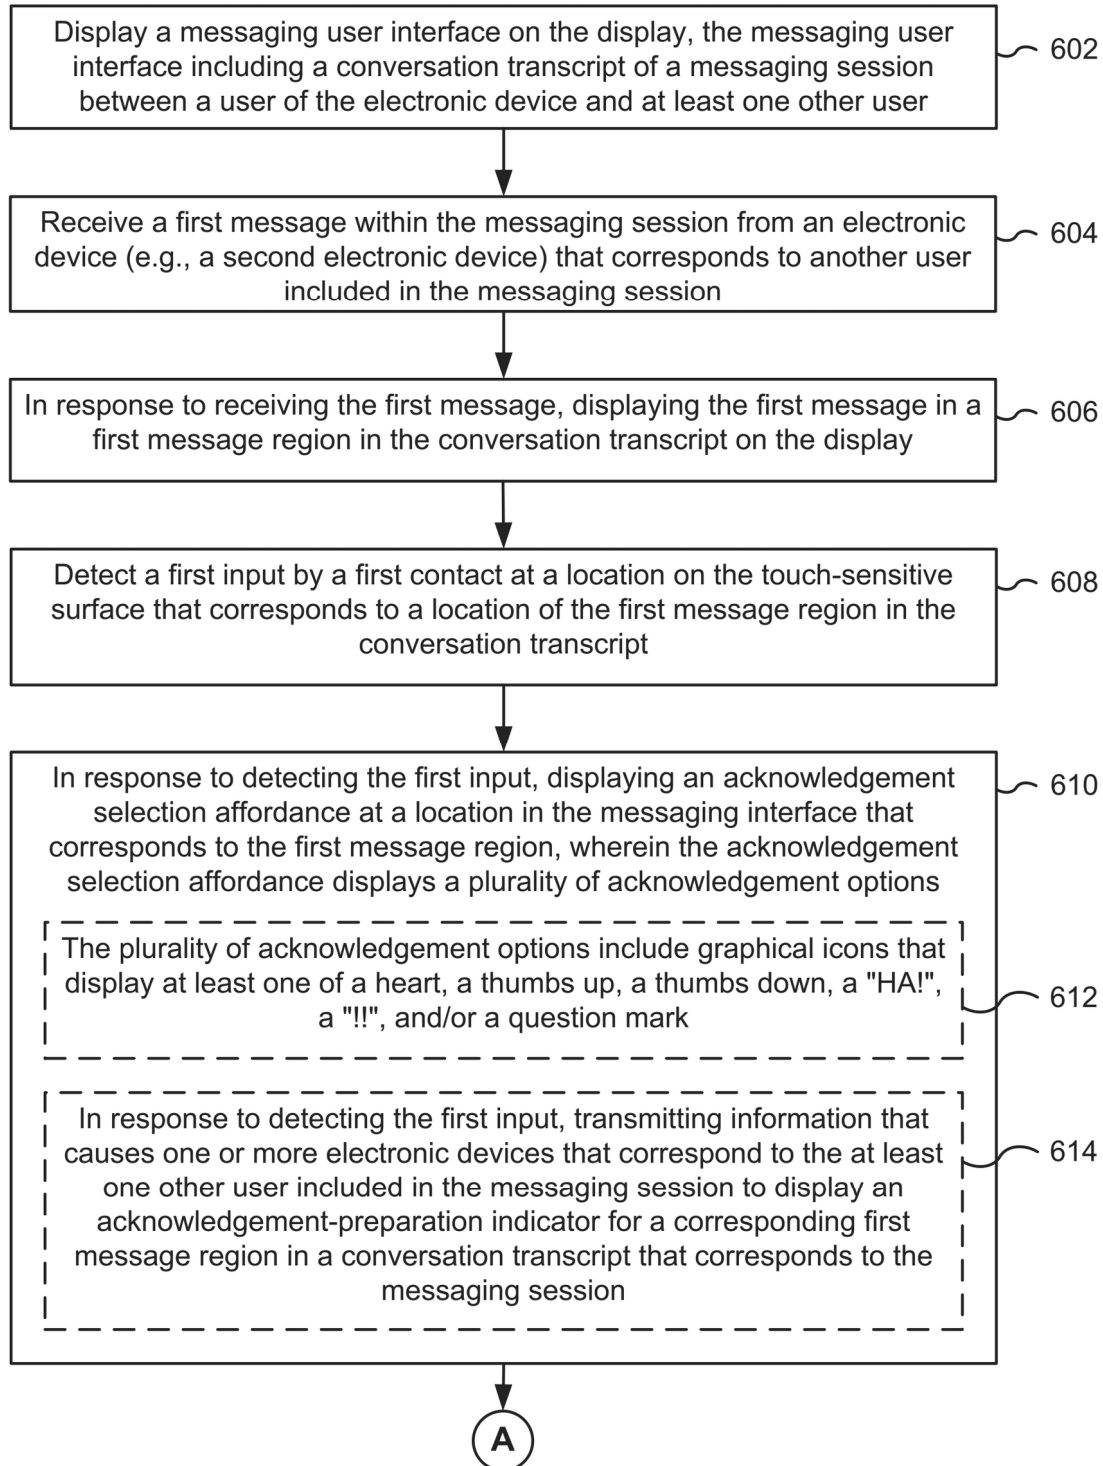 Display a messaging user interface on the display, the messaging user
interface including a conversation transcript of a messaging session
between a user of the electronic device and at least one other user
602
Receive a first message within the messaging session from an electronic
device (e.g., a second electronic device) that corresponds to another user
included in the messaging session
604
In response to receiving the first message, displaying the first message in a
first message region in the conversation transcript on the display
606
Detect a first input by a first contact at a location on the touch-sensitive
surface that corresponds to a location of the first message region in the
conversation transcript
608
In response to detecting the first input, displaying an acknowledgement
selection affordance at a location in the messaging interface that
corresponds to the first message region, wherein the acknowledgement
selection affordance displays a plurality of acknowledgement options
610
The plurality of acknowledgement options include graphical icons that
display at least one of a heart, a thumbs up, a thumbs down, a "HA!",
a "!!", and/or a question mark
612
In response to detecting the first input, transmitting information that
causes one or more electronic devices that correspond to the at least
one other user included in the messaging session to display an
acknowledgement-preparation indicator for a corresponding first
message region in a conversation transcript that corresponds to the
messaging session
614
A